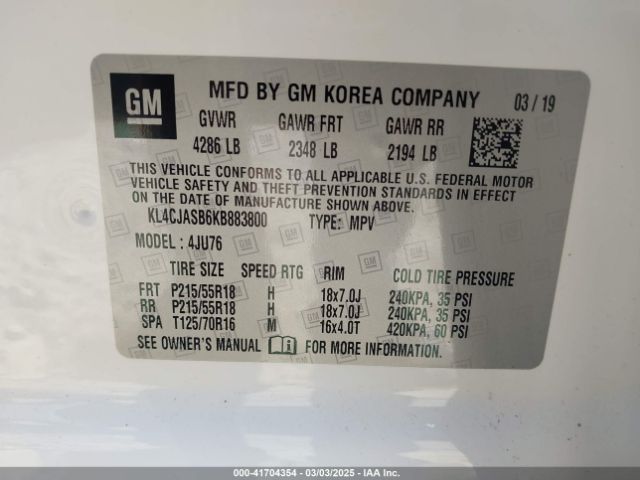 GM MFD BY GM KOREA COMPANY 03 / 19
GVWR GAWR FRT GAWR RR
4286 LB 2348 LB 2194 LB
THIS VEHICLE CONFORMS TO ALL APPLICABLE U.S. FEDERAL MOTOR
VEHICLE SAFETY AND THEFT PREVENTION STANDARDS IN EFFECT
ON THE DATE OF MANUFACTURE SHOWN ABOVE.
KL4CJASB6KB883800 TYPE: MPV
MODEL : 4JU76
TIRE SIZE SPEED RTG RIM COLD TIRE PRESSURE
FRT P215/55R18 H 18x7.0J 240KPA, 35 PSI
RR P215/55R18 H 18x7.0J 240KPA, 35 PSI
SPA T125/70R16 M 16x4.0T 420KPA, 60 PSI
SEE OWNER'S MANUAL i FOR MORE INFORMATION.
000-41704354 | 03/03/2025 - Copyright IAA, LLC